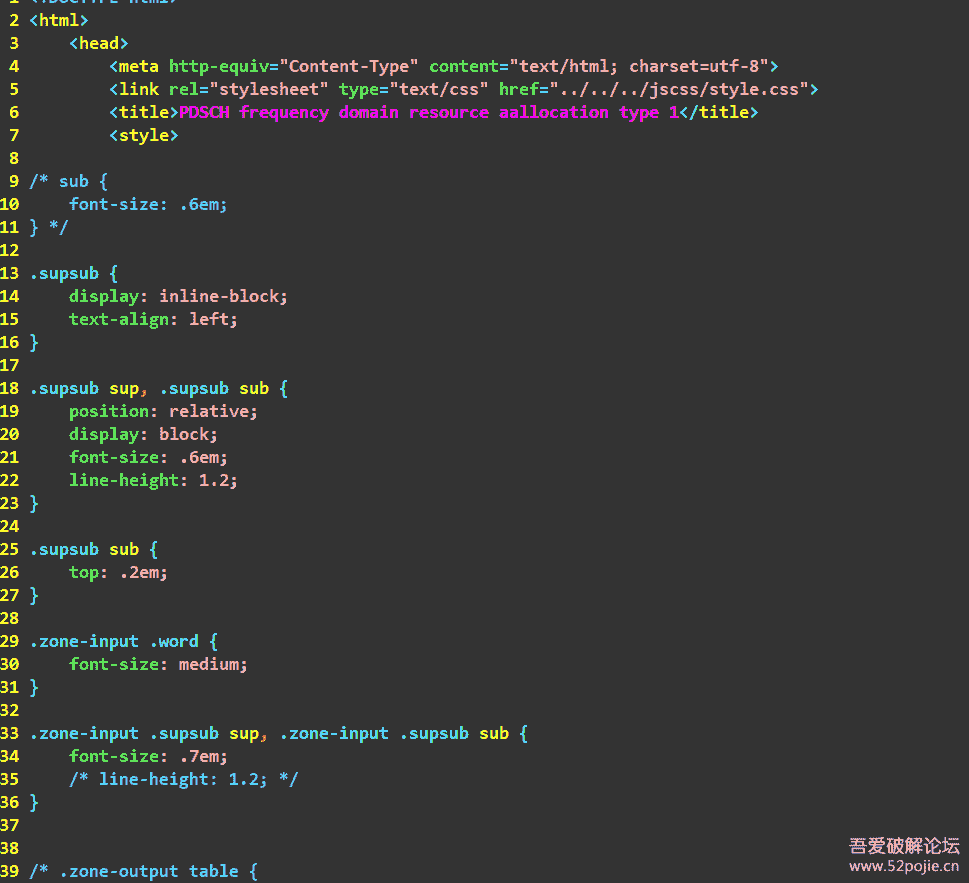 1 <!DOCTYPE html>
2 <html>
3     <head>
4         <meta http-equiv="Content-Type" content="text/html; charset=utf-8">
5         <link rel="stylesheet" type="text/css" href="../../../jscss/style.css">
6         <title>PDSCH frequency domain resource aallocation type 1</title>
7         <style>
8
9 /* sub {
10     font-size: .6em;
11 } */
12
13 .supsub {
14     display: inline-block;
15     text-align: left;
16 }
17
18 .supsub sup, .supsub sub {
19     position: relative;
20     display: block;
21     font-size: .6em;
22     line-height: 1.2;
23 }
24
25 .supsub sub {
26     top: .2em;
27 }
28
29 .zone-input .word {
30     font-size: medium;
31 }
32
33 .zone-input .supsub sup, .zone-input .supsub sub {
34     font-size: .7em;
35     /* line-height: 1.2; */
36 }
37
38
39 /* .zone-output table {
吾爱破解论坛
www.52pojie.cn